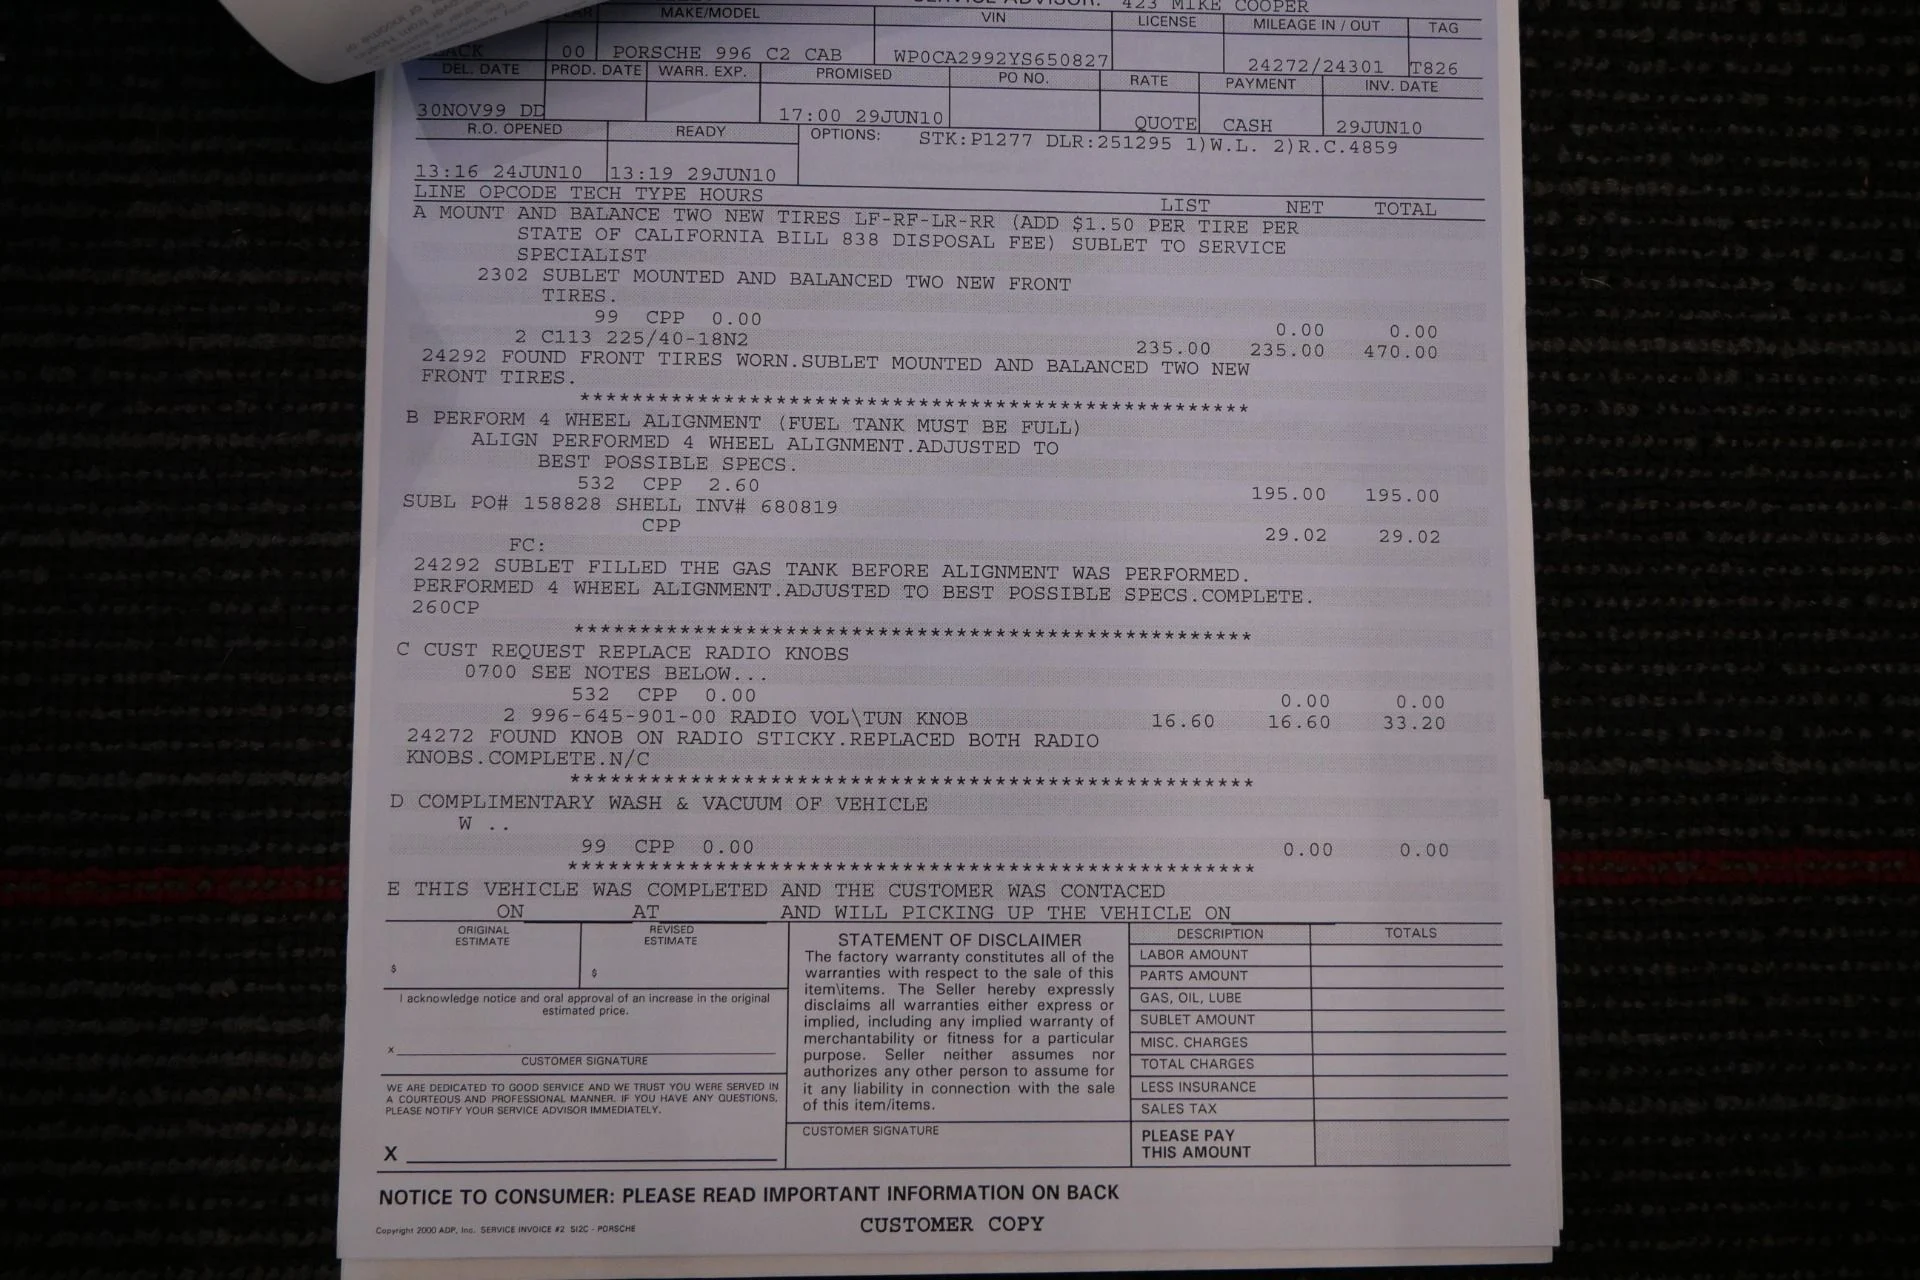 SERVICE ADVISOR: 423 MIKE COOPER
MAKE/MODEL VIN LICENSE MILEAGE IN / OUT TAG
00 PORSCHE 996 C2 CAB WP0CA2992YS650827 24272/24301 T826
DEL. DATE PROD. DATE WARR. EXP. PROMISED PO NO. RATE PAYMENT INV. DATE
30NOV99 DD 17:00 29JUN10 QUOTE CASH 29JUN10
R.O. OPENED READY OPTIONS: STK:P1277 DLR:251295 1)W.L. 2)R.C.4859
13:16 24JUN10 13:19 29JUN10
LINE OPCODE TECH TYPE HOURS LIST NET TOTAL
A MOUNT AND BALANCE TWO NEW TIRES LF-RF-LR-RR (ADD $1.50 PER TIRE PER
STATE OF CALIFORNIA BILL 838 DISPOSAL FEE) SUBLET TO SERVICE
SPECIALIST
2302 SUBLET MOUNTED AND BALANCED TWO NEW FRONT
TIRES.
99 CPP 0.00 0.00 0.00
2 C113 225/40-18N2 235.00 235.00 470.00
24292 FOUND FRONT TIRES WORN.SUBLET MOUNTED AND BALANCED TWO NEW
FRONT TIRES.
***************************************************
B PERFORM 4 WHEEL ALIGNMENT (FUEL TANK MUST BE FULL)
ALIGN PERFORMED 4 WHEEL ALIGNMENT.ADJUSTED TO
BEST POSSIBLE SPECS.
532 CPP 2.60 195.00 195.00
SUBL PO# 158828 SHELL INV# 680819
CPP 29.02 29.02
FC:
24292 SUBLET FILLED THE GAS TANK BEFORE ALIGNMENT WAS PERFORMED.
PERFORMED 4 WHEEL ALIGNMENT.ADJUSTED TO BEST POSSIBLE SPECS.COMPLETE.
260CP
***************************************************
C CUST REQUEST REPLACE RADIO KNOBS
0700 SEE NOTES BELOW...
532 CPP 0.00 0.00 0.00
2 996-645-901-00 RADIO VOL\TUN KNOB 16.60 16.60 33.20
24272 FOUND KNOB ON RADIO STICKY.REPLACED BOTH RADIO
KNOBS.COMPLETE.N/C
***************************************************
D COMPLIMENTARY WASH & VACUUM OF VEHICLE
W ..
99 CPP 0.00 0.00 0.00
***************************************************
E THIS VEHICLE WAS COMPLETED AND THE CUSTOMER WAS CONTACED
ON AT AND WILL PICKING UP THE VEHICLE ON
ORIGINAL ESTIMATE
$
REVISED ESTIMATE
$
I acknowledge notice and oral approval of an increase in the original
estimated price.
x
CUSTOMER SIGNATURE
WE ARE DEDICATED TO GOOD SERVICE AND WE TRUST YOU WERE SERVED IN
A COURTEOUS AND PROFESSIONAL MANNER. IF YOU HAVE ANY QUESTIONS,
PLEASE NOTIFY YOUR SERVICE ADVISOR IMMEDIATELY.
X
STATEMENT OF DISCLAIMER
The factory warranty constitutes all of the
warranties with respect to the sale of this
item\items. The Seller hereby expressly
disclaims all warranties either express or
implied, including any implied warranty of
merchantability or fitness for a particular
purpose. Seller neither assumes nor
authorizes any other person to assume for
it any liability in connection with the sale
of this item/items.
CUSTOMER SIGNATURE
DESCRIPTION TOTALS
LABOR AMOUNT
PARTS AMOUNT
GAS, OIL, LUBE
SUBLET AMOUNT
MISC. CHARGES
TOTAL CHARGES
LESS INSURANCE
SALES TAX
PLEASE PAY
THIS AMOUNT
NOTICE TO CONSUMER: PLEASE READ IMPORTANT INFORMATION ON BACK
Copyright 2000 ADP, Inc. SERVICE INVOICE #2 SI2C - PORSCHE
CUSTOMER COPY